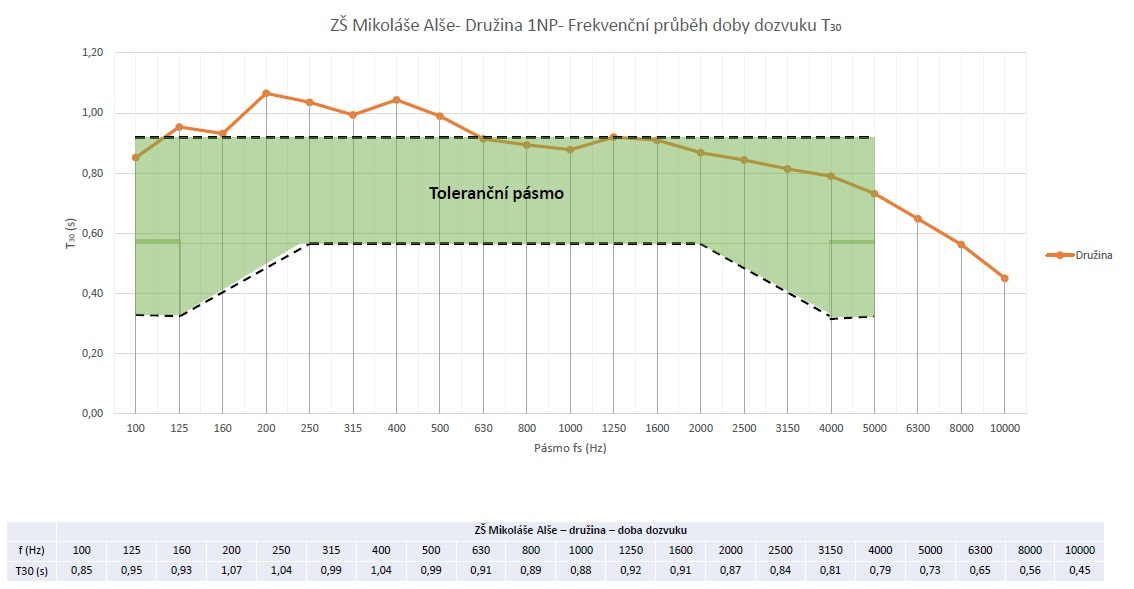 ZŠ Mikoláše Alše- Družina 1NP- Frekvenční průběh doby dozvuku T₃₀
1,20
1,00
0,80
0,60
0,40
0,20
0,00
T₃₀ (s)
Toleranční pásmo
Družina
100 125 160 200 250 315 400 500 630 800 1000 1250 1600 2000 2500 3150 4000 5000 6300 8000 10000
Pásmo fs (Hz)
ZŠ Mikoláše Alše – družina – doba dozvuku
f (Hz) 100 125 160 200 250 315 400 500 630 800 1000 1250 1600 2000 2500 3150 4000 5000 6300 8000 10000
T30 (s) 0,85 0,95 0,93 1,07 1,04 0,99 1,04 0,99 0,91 0,89 0,88 0,92 0,91 0,87 0,84 0,81 0,79 0,73 0,65 0,56 0,45